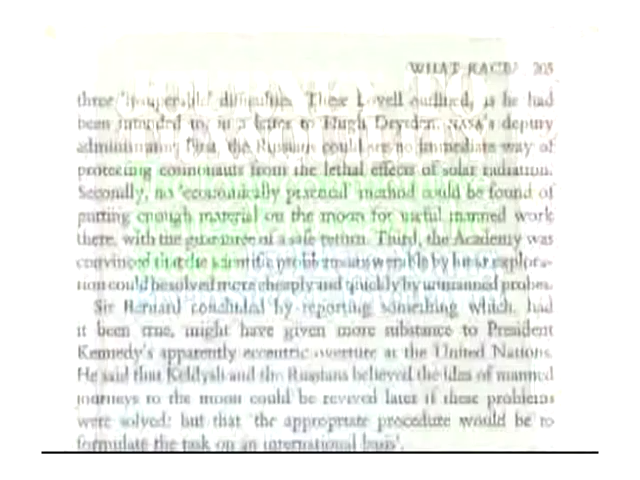 WHAT RACE? 205
three 'insuperable' difficulties. These Lovell outlined, as he had
been intended to, in a letter to Hugh Dryden, NASA's deputy
administrator. First, the Russians could see no immediate way of
protecting cosmonauts from the lethal effects of solar radiation.
Secondly, no 'economically practical' method could be found of
putting enough material on the moon for useful manned work
there, with the guarantee of a safe return. Third, the Academy was
convinced that the scientific problems by explora-
tion could be solved more cheaply and quickly by unmanned probes.
Sir Bernard concluded by reporting something which, had
it been true, might have given more substance to President
Kennedy's apparently eccentric overture at the United Nations.
He said that Keldysh and the Russians believed the idea of manned
journeys to the moon could be revived later if these problems
were solved; but that 'the appropriate procedure would be to
formulate the task on an international basis'.